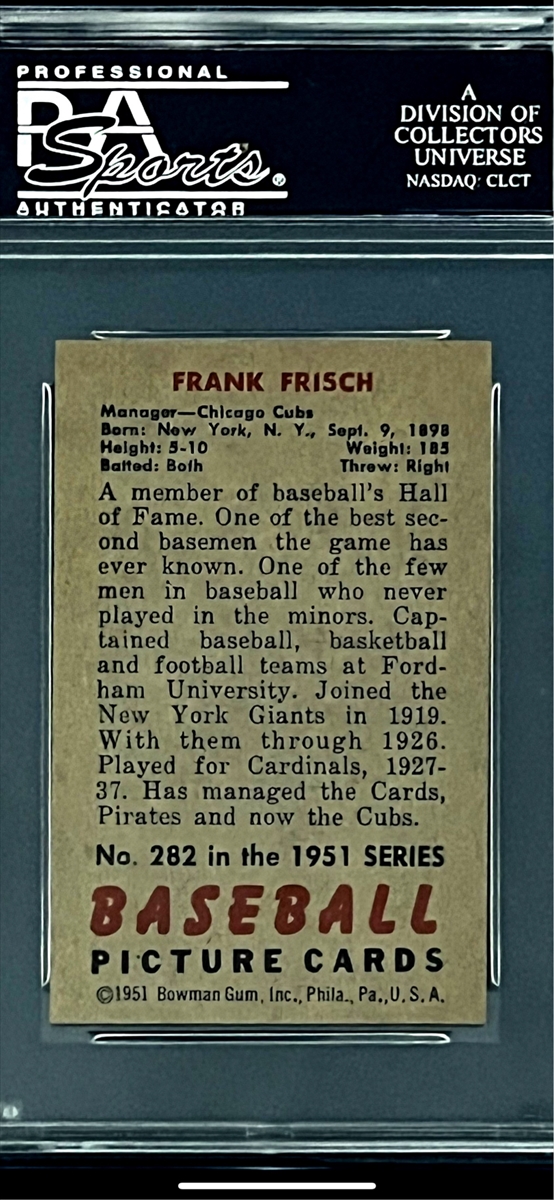 PROFESSIONAL
PSA
Sports®
AUTHENTICATOR
A
DIVISION OF
COLLECTORS
UNIVERSE
NASDAQ: CLCT
FRANK FRISCH
Manager—Chicago Cubs
Born: New York, N. Y., Sept. 9, 1898
Height: 5-10 Weight: 185
Batted: Both Threw: Right
A member of baseball's Hall
of Fame. One of the best sec-
ond basemen the game has
ever known. One of the few
men in baseball who never
played in the minors. Cap-
tained baseball, basketball
and football teams at Ford-
ham University. Joined the
New York Giants in 1919.
With them through 1926.
Played for Cardinals, 1927-
37. Has managed the Cards,
Pirates and now the Cubs.
No. 282 in the 1951 SERIES
BASEBALL
PICTURE CARDS
©1951 Bowman Gum, Inc., Phila., Pa., U. S. A.